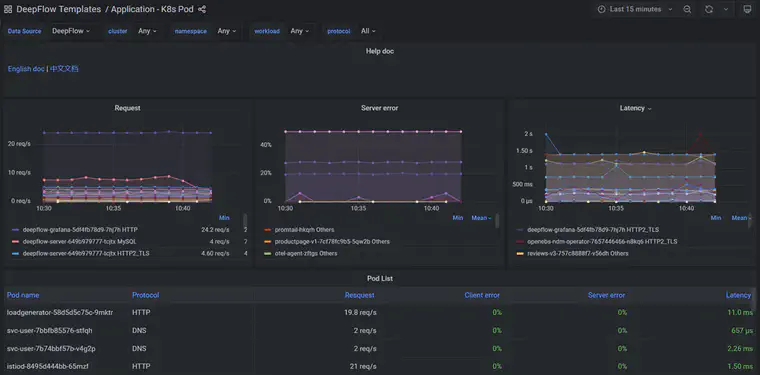 DeepFlow Templates / Application - K8s Pod
Last 15 minutes
Data Source DeepFlow cluster Any namespace Any workload Any protocol All
Help doc
English doc | 中文文档
Request
20 req/s
10 req/s
0 req/s
10:30 10:35 10:40
Min
deepflow-grafana-5df4fb78d9-7hj7h HTTP 24.2 req/s 2
deepflow-server-649b979777-tcjtx MySQL 4 req/s 7
deepflow-server-649b979777-tcjtx HTTP2_TLS 4.60 req/s 4
Server error
40%
20%
0%
10:30 10:35 10:40
Min Mean
promtail-hkqrh Others
productpage-v1-7cf78fc9b5-5qw2b Others
otel-agent-zftgs Others
Latency
2 s
1.50 s
1 s
500 ms
0 µs
10:30 10:35 10:40
Min Mean
deepflow-grafana-5df4fb78d9-7hj7h HTTP2_TLS
openebs-ndm-operator-7657446466-n8kq6 HTTP2_TLS
reviews-v3-757c8888f7-v56dh Others
Pod List
Pod name Protocol Resquest Client error Server error Latency
loadgenerator-58d5d5c75c-9mktr HTTP 19.8 req/s 0% 0% 11.0 ms
svc-user-7bbfb85576-stfqh DNS 2 req/s 0% 0% 657 µs
svc-user-7b74bbf57b-v4g2p DNS 2 req/s 0% 0% 2.26 ms
istiod-8495d444bb-65mzf HTTP 21 req/s 0% 0% 1.50 ms